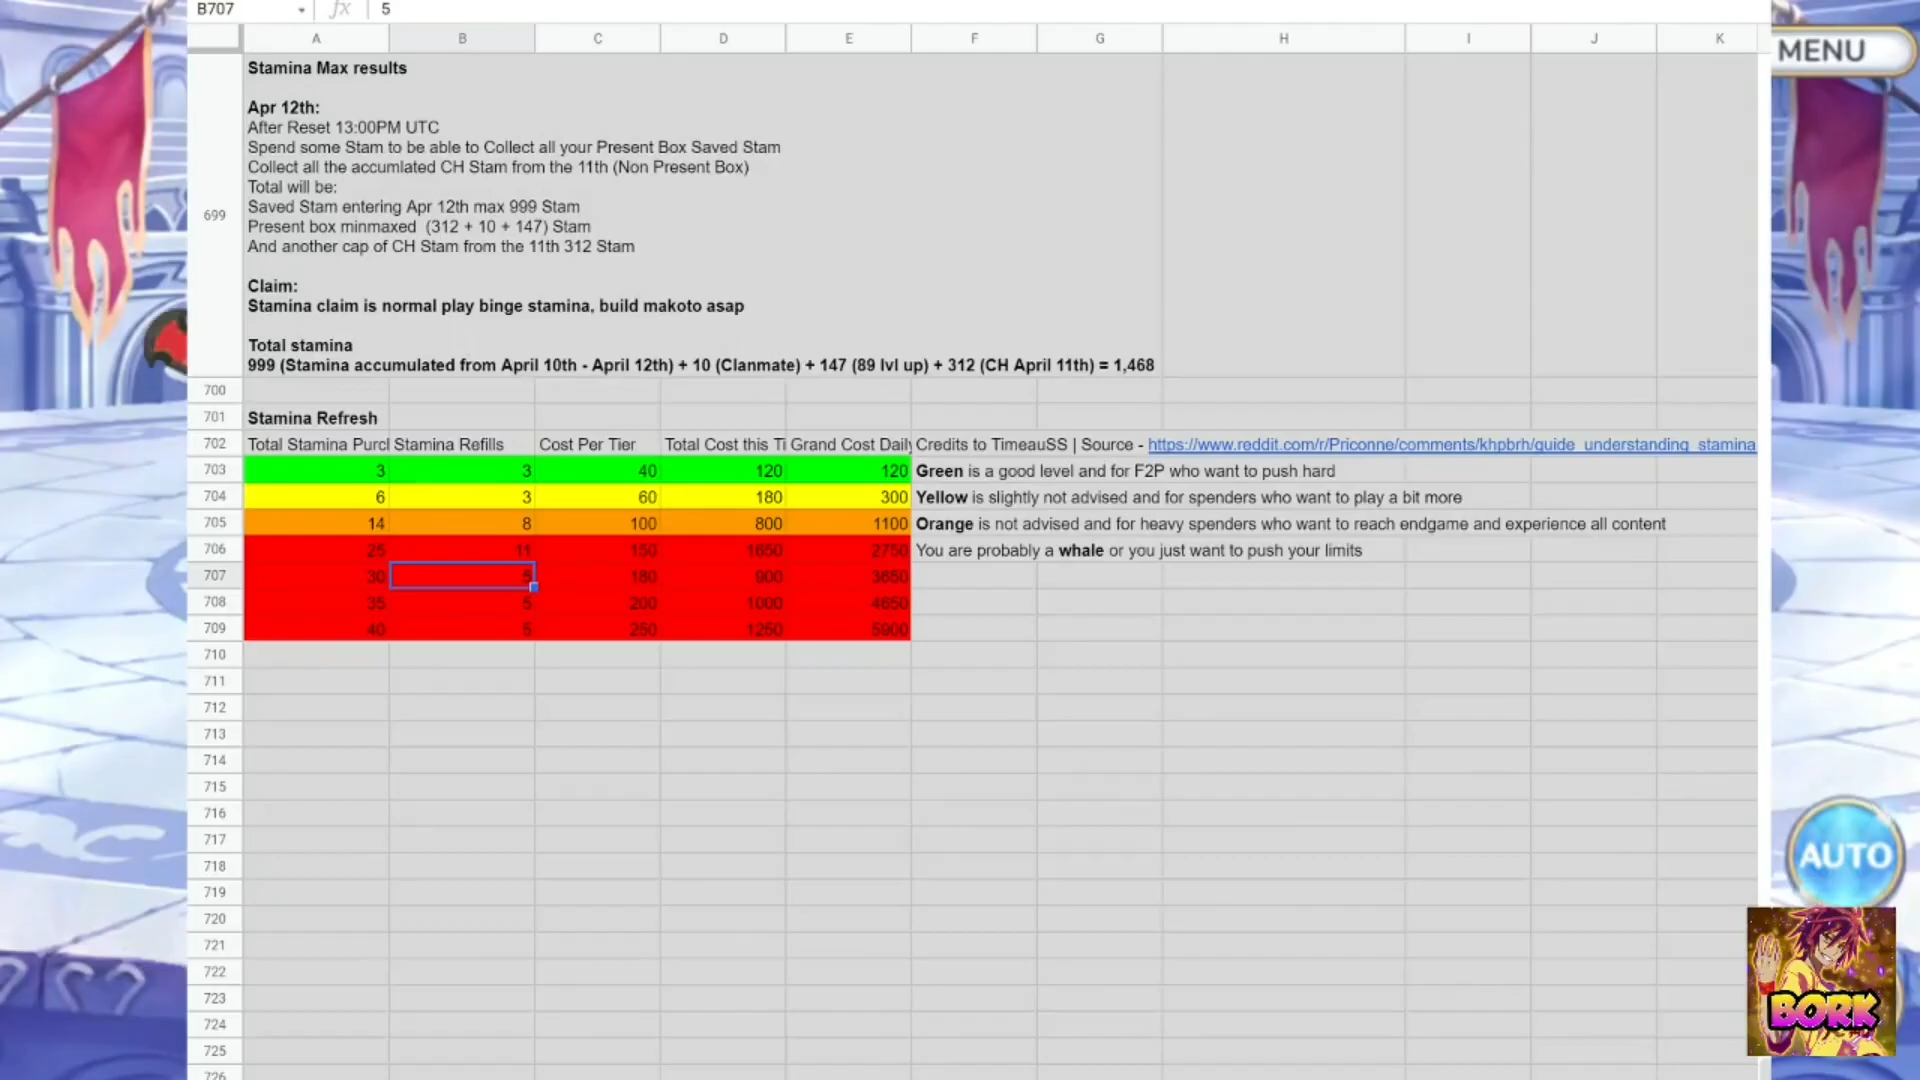 B707
fx
5
A B C D E F G H I J K
MENU
699
Stamina Max results
Apr 12th:
After Reset 13:00PM UTC
Spend some Stam to be able to Collect all your Present Box Saved Stam
Collect all the accumlated CH Stam from the 11th (Non Present Box)
Total will be:
Saved Stam entering Apr 12th max 999 Stam
Present box minmaxed (312 + 10 + 147) Stam
And another cap of CH Stam from the 11th 312 Stam
Claim:
Stamina claim is normal play binge stamina, build makoto asap
Total stamina
999 (Stamina accumulated from April 10th - April 12th) + 10 (Clanmate) + 147 (89 lvl up) + 312 (CH April 11th) = 1,468
700
701 Stamina Refresh
702 Total Stamina Purcl Stamina Refills Cost Per Tier Total Cost this Ti Grand Cost Daily Credits to TimeauSS | Source - https://www.reddit.com/r/Priconne/comments/khpbrh/guide_understanding_stamina
703 3 3 40 120 120 Green is a good level and for F2P who want to push hard
704 6 3 60 180 300 Yellow is slightly not advised and for spenders who want to play a bit more
705 14 8 100 800 1100 Orange is not advised and for heavy spenders who want to reach endgame and experience all content
706 25 11 150 1650 2750 You are probably a whale or you just want to push your limits
707 30 5 180 900 3650
708 35 5 200 1000 4650
709 40 5 250 1250 5900
710
711
712
713
714
715
716
717
718
719
720
721
722
723
724
725
726
AUTO
BORK